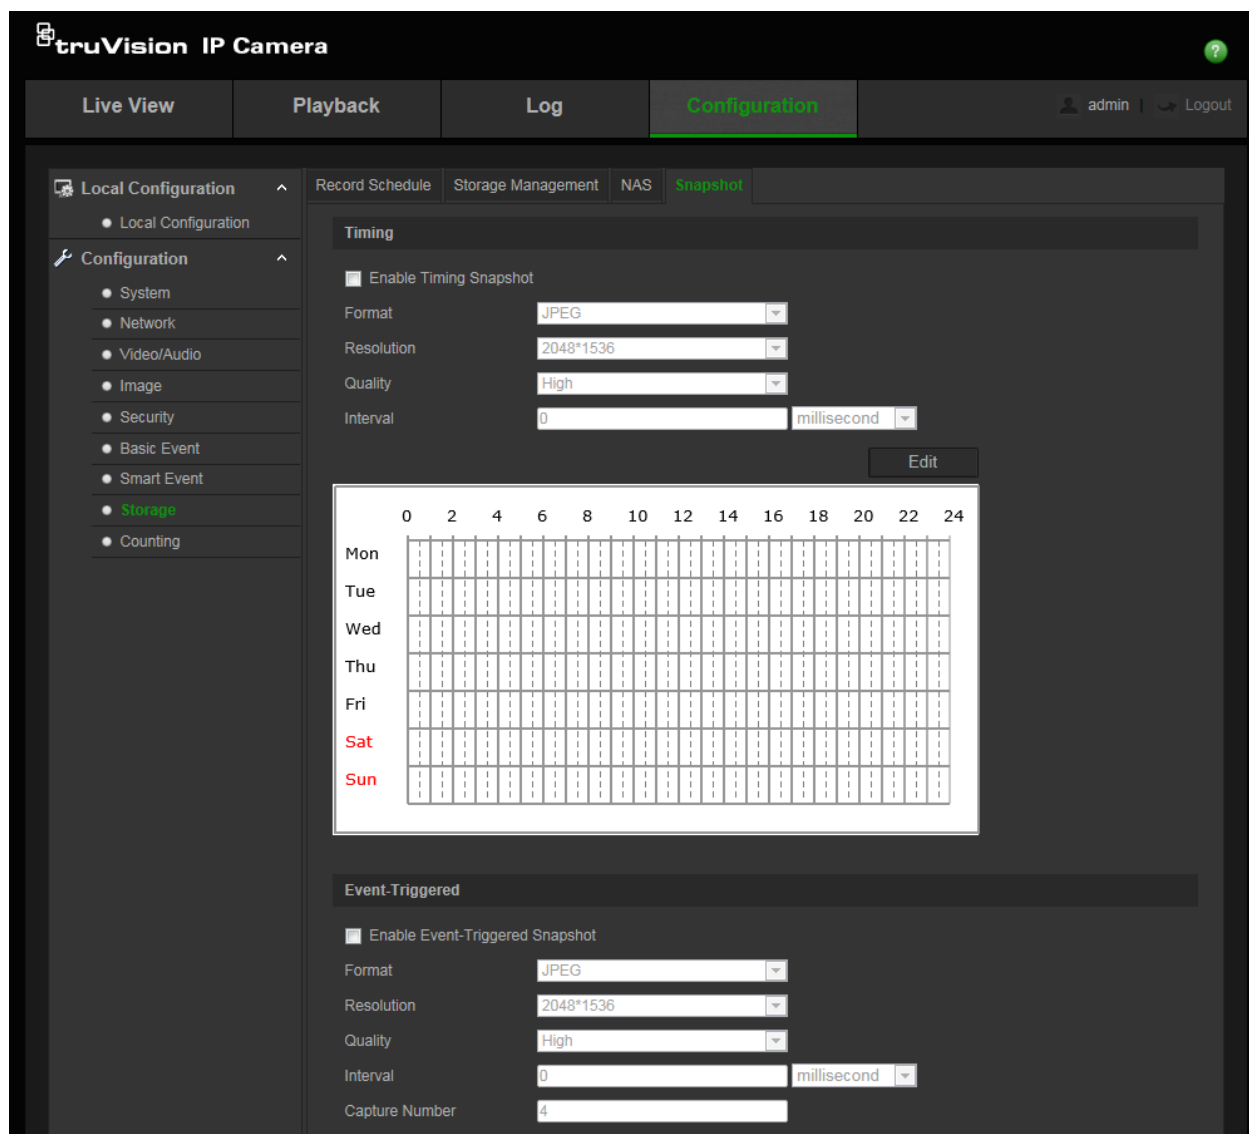 truVision IP Camera
?
Live View
Playback
Log
Configuration
admin | Logout
Local Configuration
Local Configuration
Configuration
System
Network
Video/Audio
Image
Security
Basic Event
Smart Event
Storage
Counting
Record Schedule
Storage Management
NAS
Snapshot
Timing
Enable Timing Snapshot
Format JPEG
Resolution 2048*1536
Quality High
Interval 0 millisecond
Edit
0 2 4 6 8 10 12 14 16 18 20 22 24
Mon
Tue
Wed
Thu
Fri
Sat
Sun
Event-Triggered
Enable Event-Triggered Snapshot
Format JPEG
Resolution 2048*1536
Quality High
Interval 0 millisecond
Capture Number 4